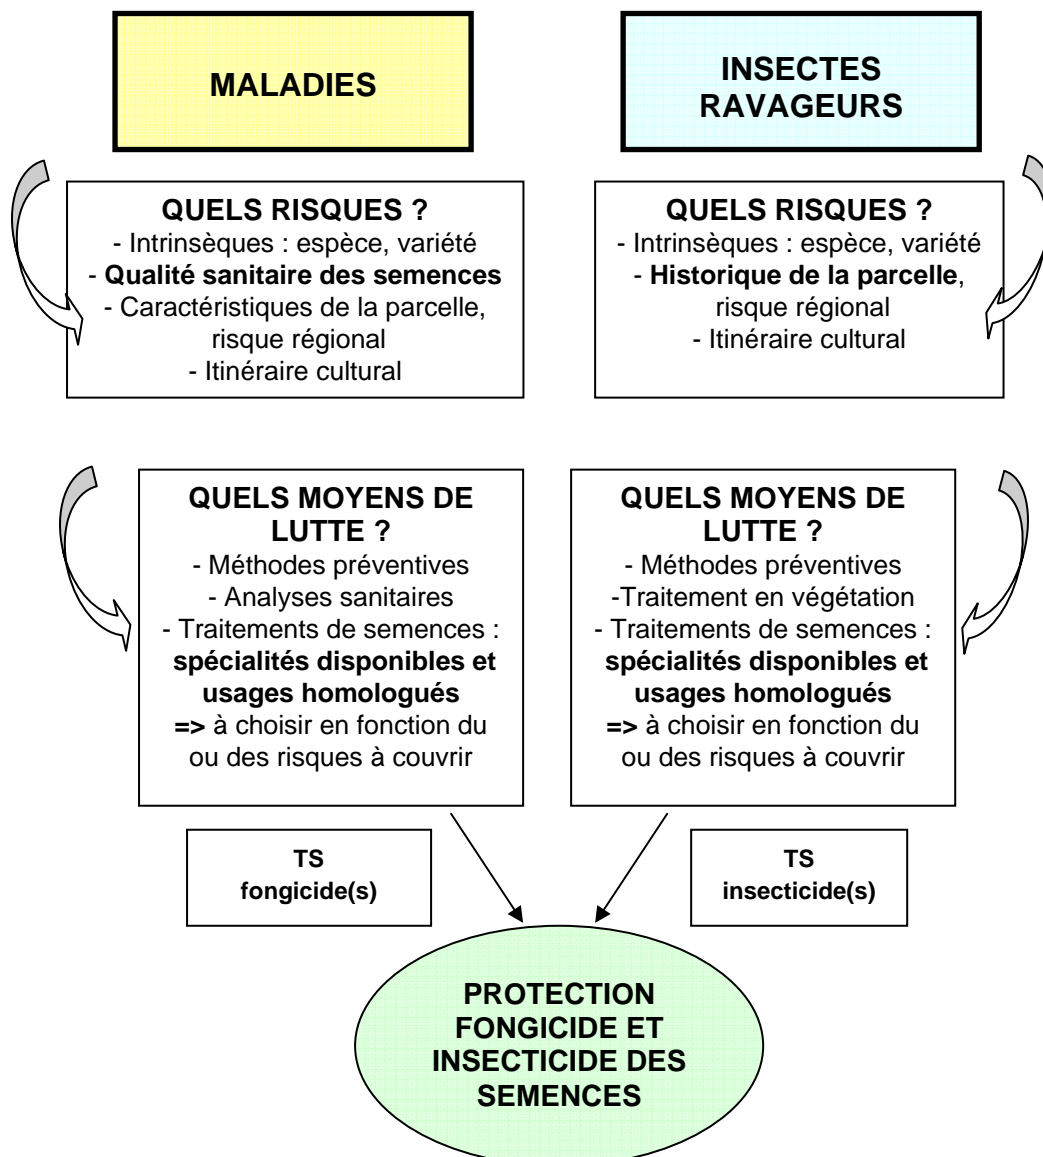 MALADIES
INSECTES
RAVAGEURS
QUELS RISQUES ?
- Intrinsèques : espèce, variété
- Qualité sanitaire des semences
- Caractéristiques de la parcelle,
risque régional
- Itinéraire cultural
QUELS RISQUES ?
- Intrinsèques : espèce, variété
- Historique de la parcelle,
risque régional
- Itinéraire cultural
QUELS MOYENS DE
LUTTE ?
- Méthodes préventives
- Analyses sanitaires
- Traitements de semences :
spécialités disponibles et
usages homologués
=> à choisir en fonction du
ou des risques à couvrir
QUELS MOYENS DE
LUTTE ?
- Méthodes préventives
-Traitement en végétation
- Traitements de semences :
spécialités disponibles et
usages homologués
=> à choisir en fonction du
ou des risques à couvrir
TS
fongicide(s)
TS
insecticide(s)
PROTECTION
FONGICIDE ET
INSECTICIDE DES
SEMENCES